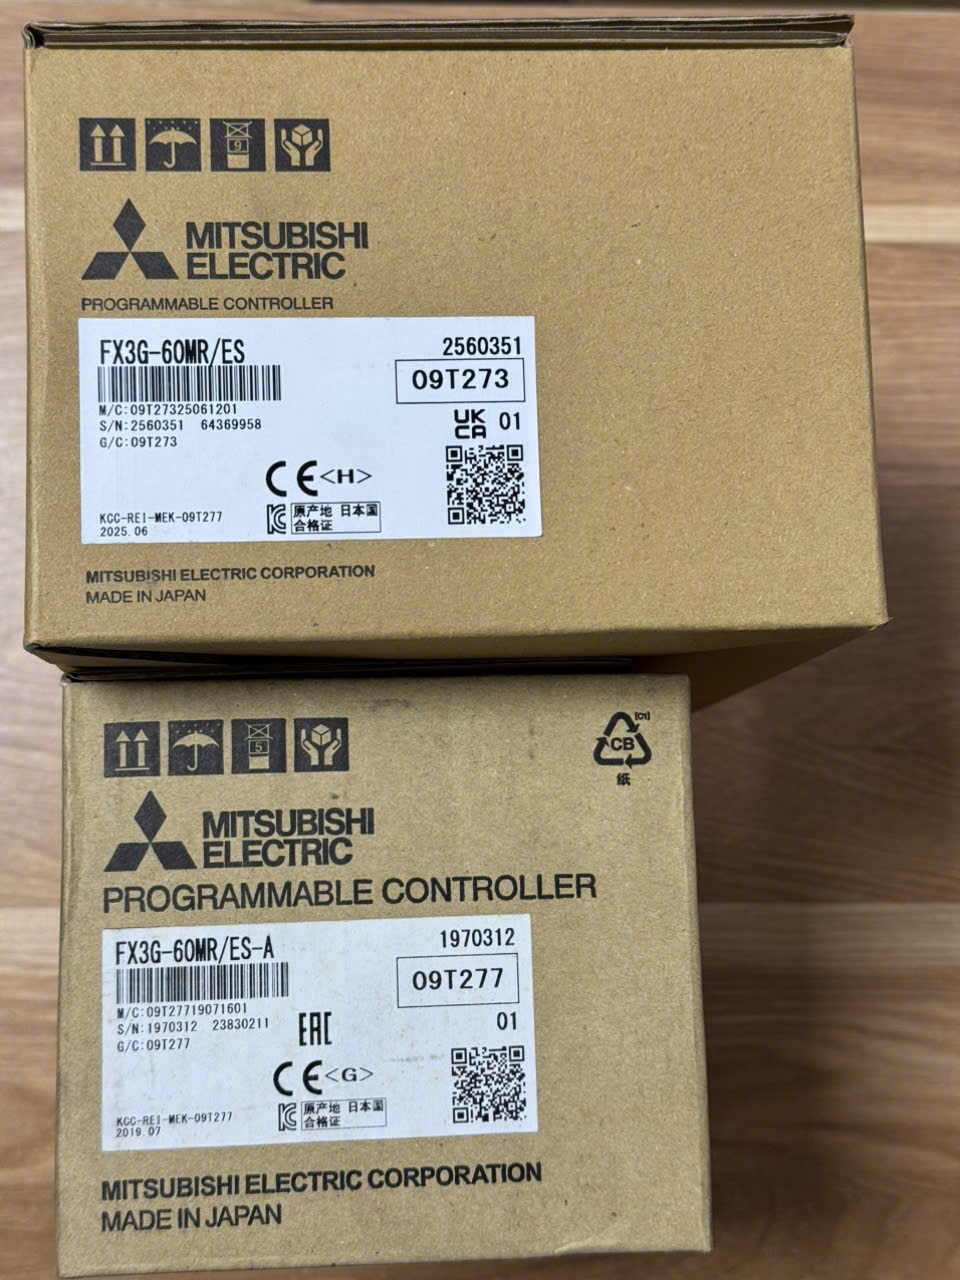 9
MITSUBISHI
ELECTRIC
PROGRAMMABLE CONTROLLER
FX3G-60MR/ES
2560351
09T273
M/C:09T27325061201
S/N:2560351 64369958
G/C:09T273
UK
CA
01
CE<H>
KCC-REI-MEK-09T277
2025.06
原产地 日本国
合格证
MITSUBISHI ELECTRIC CORPORATION
MADE IN JAPAN
5
[C1]
CB
纸
MITSUBISHI
ELECTRIC
PROGRAMMABLE CONTROLLER
FX3G-60MR/ES-A
1970312
09T277
M/C:09T27719071601
S/N:1970312 23830211
G/C:09T277
EAC
01
CE<G>
KCC-REI-MEK-09T277
2019.07
原产地 日本国
合格证
MITSUBISHI ELECTRIC CORPORATION
MADE IN JAPAN